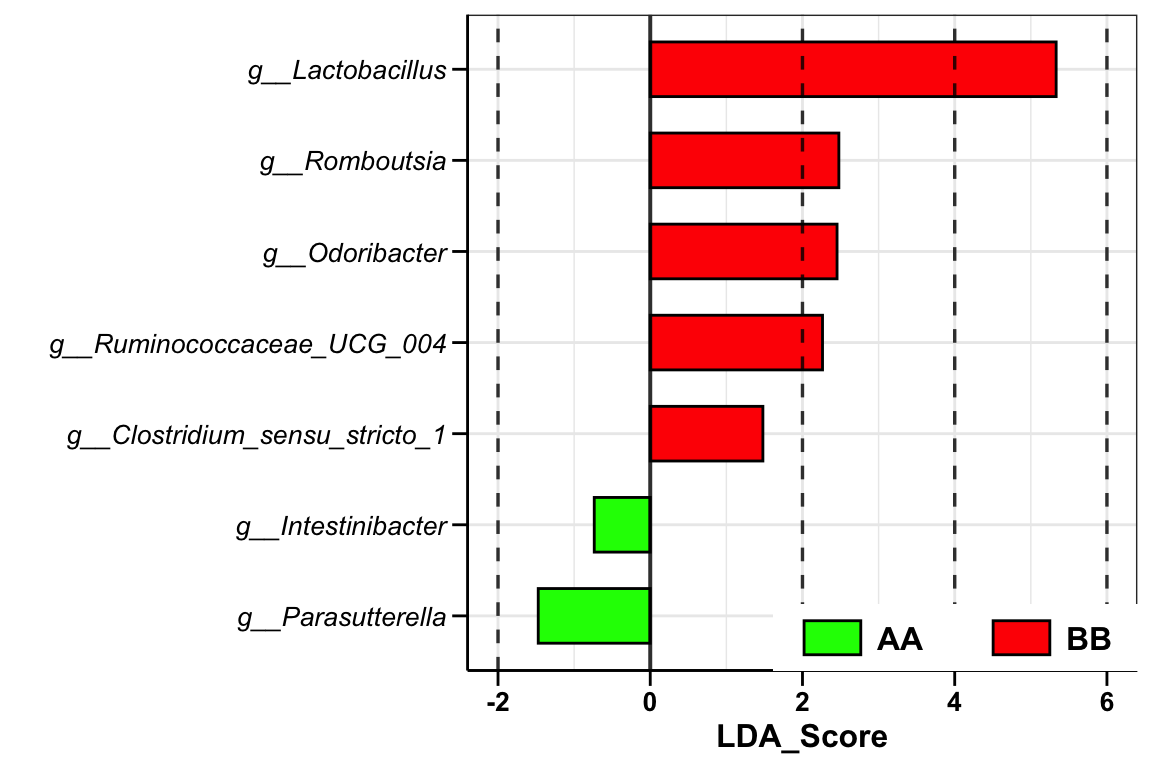 g__Lactobacillus
g__Romboutsia
g__Odoribacter
g__Ruminococcaceae_UCG_004
g__Clostridium_sensu_stricto_1
g__Intestinibacter
g__Parasutterella
AA BB
-2 0 2 4 6
LDA_Score